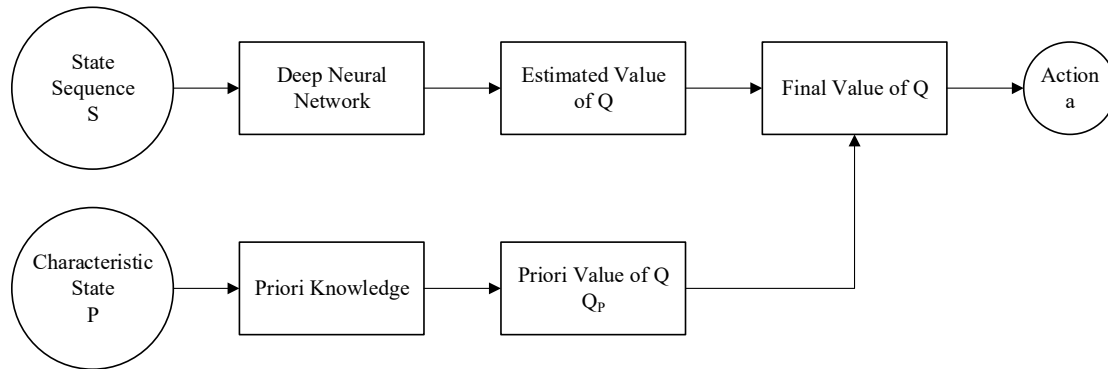 State
Sequence
S
Deep Neural
Network
Estimated Value
of Q
Final Value of Q
Action
a
Characteristic
State
P
Priori Knowledge
Priori Value of Q
Q_P